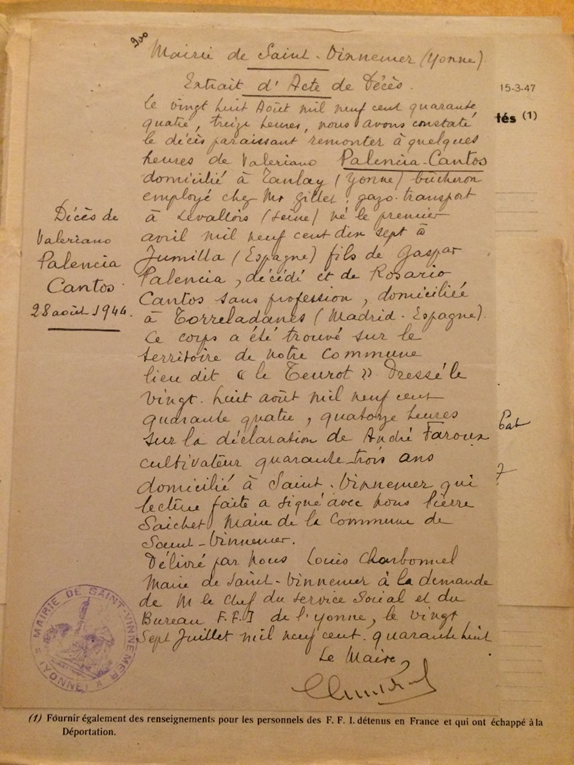 300
Mairie de Saint-Vinnemer (Yonne)
Extrait d'Acte de Décès.
15-3-47
tés (1)
le vingt huit Août mil neuf cent quarante
quatre, treize heures, nous avons constaté
le décès paraissant remonter à quelques
heures de Valeriano Palencia-Cantos
domicilié à Tanlay (Yonne) bûcheron
employé chez Mr Gillet. gazo. transport
à Levallois (Seine) né le premier
avril mil neuf cent dix sept à
Jumilla (Espagne) fils de Gaspar
Palencia, décédé et de Rosario
Cantos sans profession, domiciliée
à Torreladanes (Madrid-Espagne).
Ce corps a été trouvé sur le
territoire de notre commune
lieu dit « le Teurot » Dressé le
vingt. huit août mil neuf cent
quarante quatre, quatorze heures
sur la déclaration de André Faroux
cultivateur quarante trois ans
domicilié à Saint-Vinnemer qui
lecture faite a signé avec nous Pierre
Saichet Maire de la Commune de
Saint-Vinnemer.
Délivré par nous Louis Charbonnel
Maire de Saint-Vinnemer à la demande
de M le Chef du Service Social et du
Bureau F.F.I de l'Yonne, le vingt
sept Juillet mil neuf cent. quarante huit
Le Maire,
Décès de
Valeriano
Palencia
Cantos
28 août 1944.
MAIRIE DE SAINT-VINNEMER (YONNE)
(1) Fournir également des renseignements pour les personnels des F. F. I. détenus en France et qui ont échappé à la
Déportation.